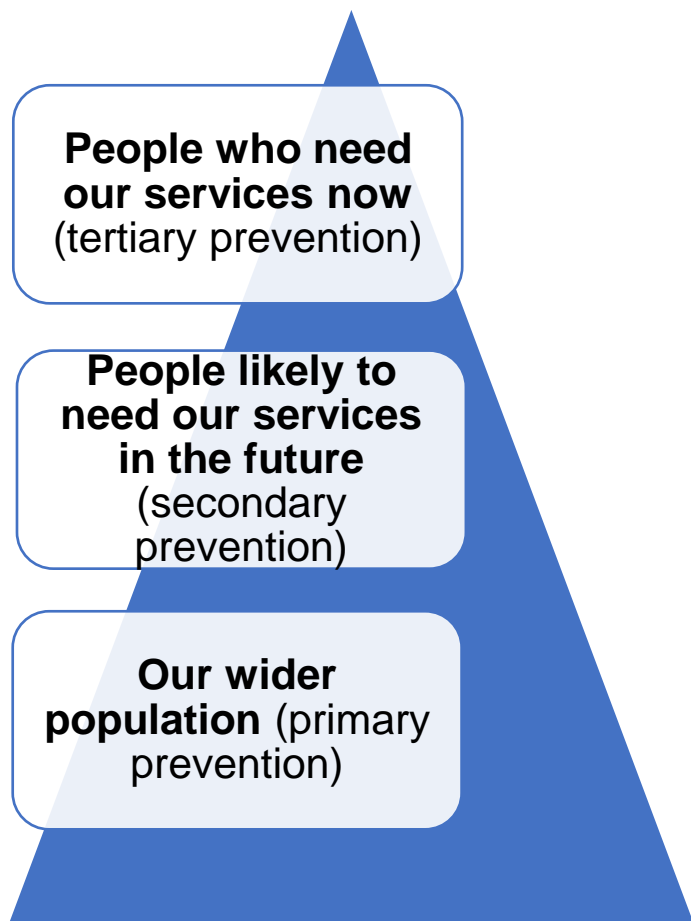 People who need
our services now
(tertiary prevention)
People likely to
need our services
in the future
(secondary
prevention)
Our wider
population (primary
prevention)